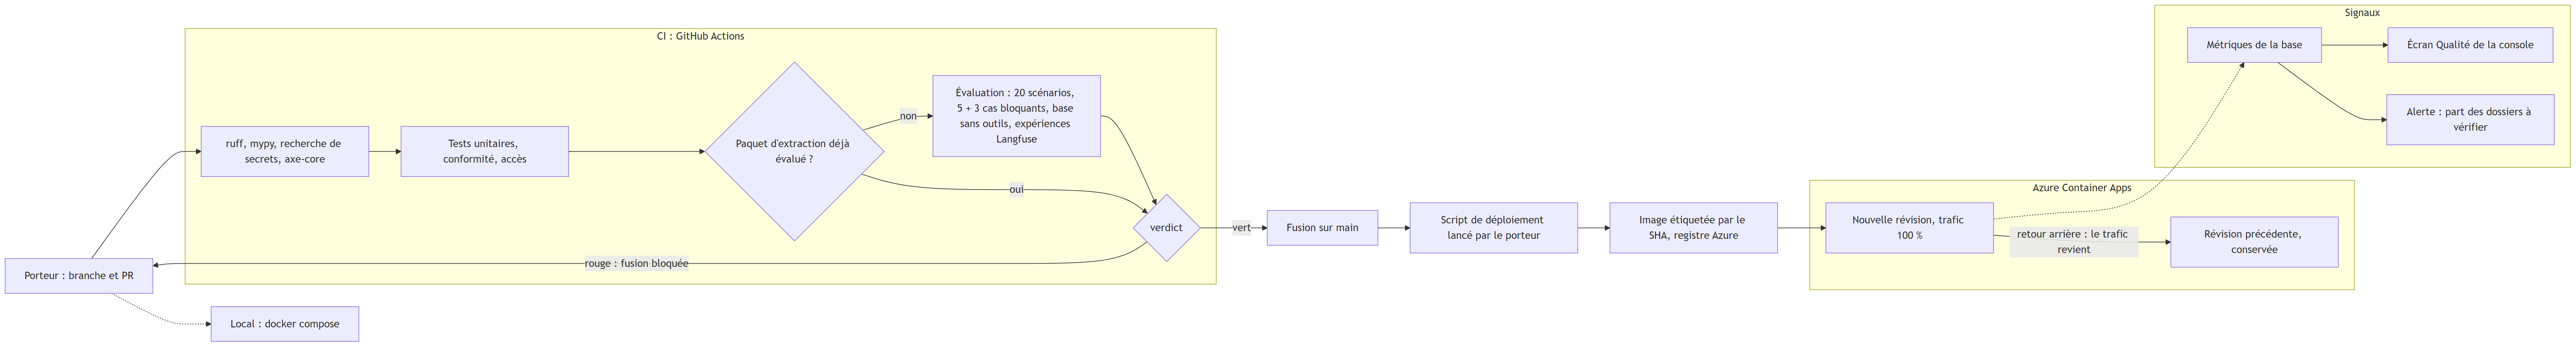 Signaux
Métriques de la base
Écran Qualité de la console
Alerte : part des dossiers à
vérifier
CI : GitHub Actions
ruff, mypy, recherche de
secrets, axe-core
Tests unitaires,
conformité, accès
Paquet d'extraction déjà
évalué ?
non
oui
Évaluation : 20 scénarios,
5 + 3 cas bloquants, base
sans outils, expériences
Langfuse
verdict
vert
rouge : fusion bloquée
Porteur : branche et PR
Local : docker compose
Fusion sur main
Script de déploiement
lancé par le porteur
Image étiquetée par le
SHA, registre Azure
Azure Container Apps
Nouvelle révision, trafic
100 %
retour arrière : le trafic
revient
Révision précédente,
conservée